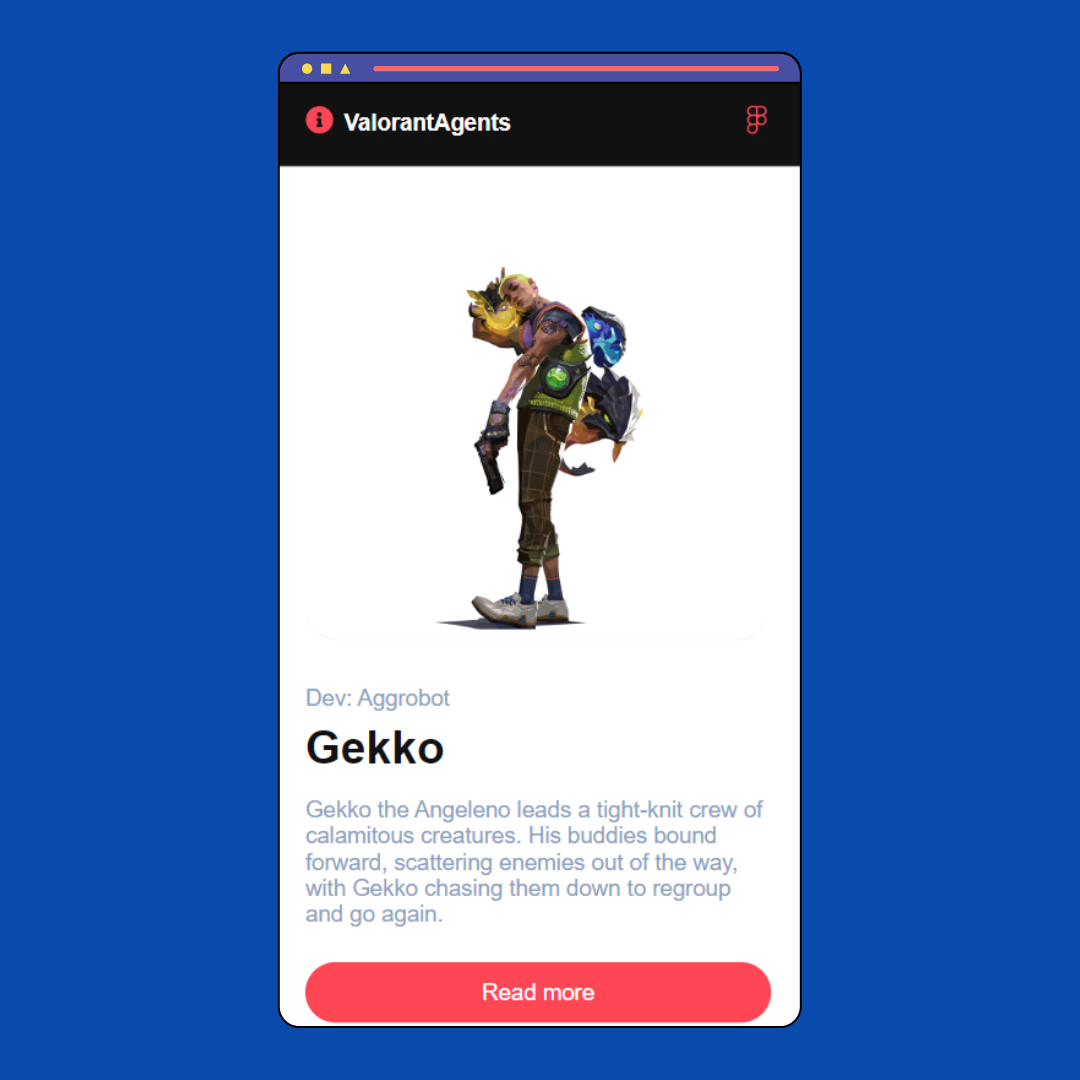 ValorantAgents
Dev: Aggrobot
Gekko
Gekko the Angeleno leads a tight-knit crew of
calamitous creatures. His buddies bound
forward, scattering enemies out of the way,
with Gekko chasing them down to regroup
and go again.
Read more